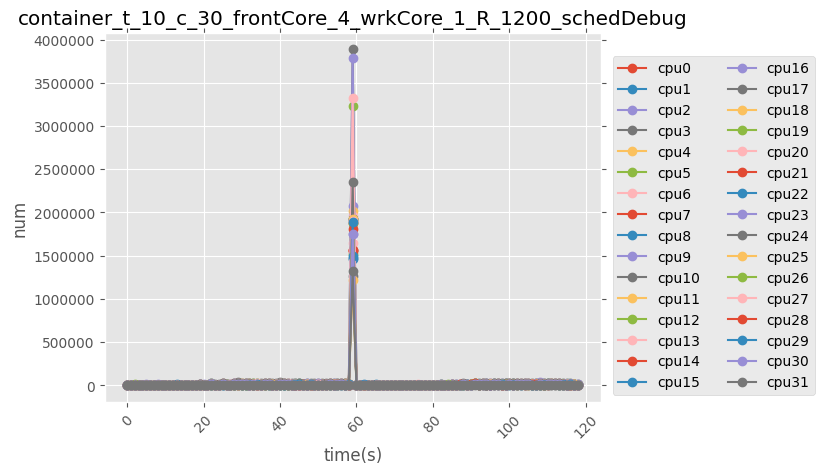 container_t_10_c_30_frontCore_4_wrkCore_1_R_1200_schedDebug
4000000
3500000
3000000
2500000
2000000
1500000
1000000
500000
0
num
0
20
40
60
80
100
120
time(s)
cpu0
cpu1
cpu2
cpu3
cpu4
cpu5
cpu6
cpu7
cpu8
cpu9
cpu10
cpu11
cpu12
cpu13
cpu14
cpu15
cpu16
cpu17
cpu18
cpu19
cpu20
cpu21
cpu22
cpu23
cpu24
cpu25
cpu26
cpu27
cpu28
cpu29
cpu30
cpu31